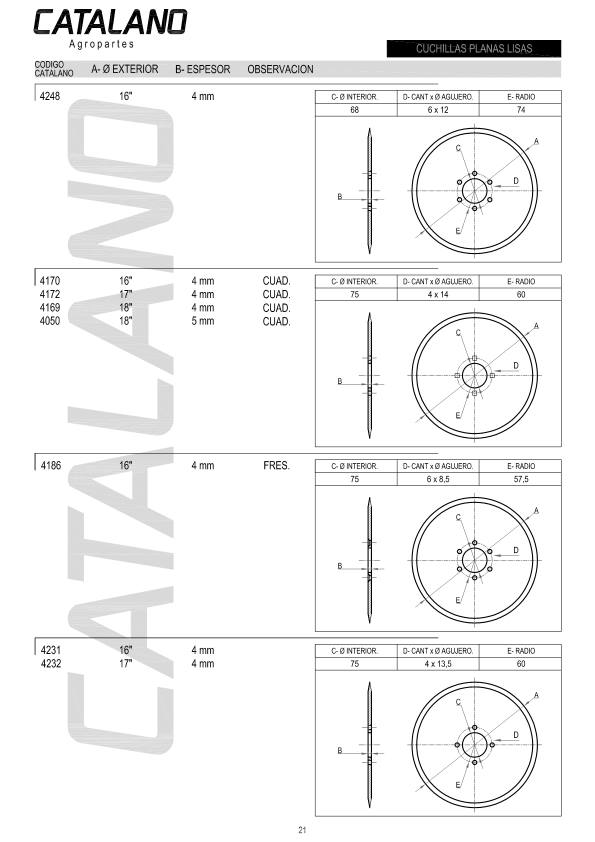 CATALANO
Agropartes
CUCHILLAS PLANAS LISAS
CODIGO CATALANO A- Ø EXTERIOR B- ESPESOR OBSERVACION
4248 16" 4 mm
C- Ø INTERIOR. D- CANT x Ø AGUJERO. E- RADIO
68 6 x 12 74
A
B
C
D
E
4170 16" 4 mm CUAD.
4172 17" 4 mm CUAD.
4169 18" 4 mm CUAD.
4050 18" 5 mm CUAD.
C- Ø INTERIOR. D- CANT x Ø AGUJERO. E- RADIO
75 4 x 14 60
A
B
C
D
E
4186 16" 4 mm FRES.
C- Ø INTERIOR. D- CANT x Ø AGUJERO. E- RADIO
75 6 x 8,5 57,5
A
B
C
D
E
4231 16" 4 mm
4232 17" 4 mm
C- Ø INTERIOR. D- CANT x Ø AGUJERO. E- RADIO
75 4 x 13,5 60
A
B
C
D
E
CATALANO
21